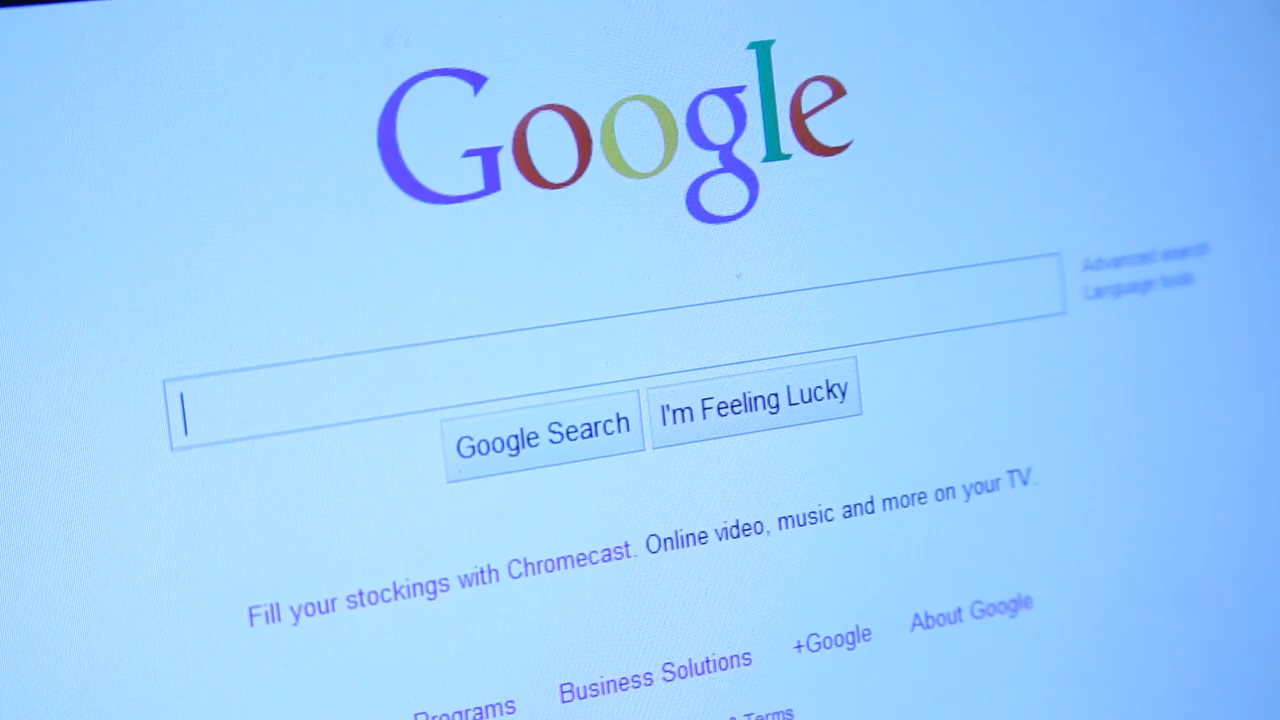 Google
Advanced search
Language tools
Google Search I'm Feeling Lucky
Fill your stockings with Chromecast. Online video, music and more on your TV.
Programs Business Solutions +Google About Google
Terms